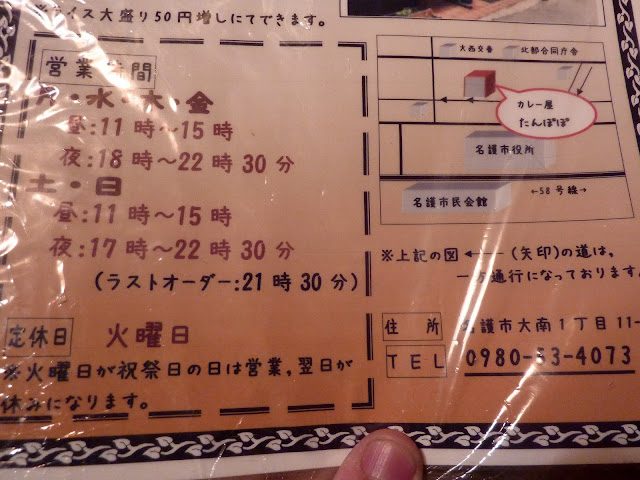 ※ライス大盛り50円増しにてできます。
営業時間
月・水・木・金
昼:11時〜15時
夜:18時〜22時30分
土・日
昼:11時〜15時
夜:17時〜22時30分
(ラストオーダー:21時30分)
定休日 火曜日
※火曜日が祝祭日の日は営業,翌日が
休みになります。
大西交番
北部合同庁舎
カレー屋
たんぽぽ
名護市役所
←58号線→
名護市民会館
※上記の図←(矢印)の道は,
一方通行になっております
住所 名護市大南1丁目11-
TEL 0980-53-4073